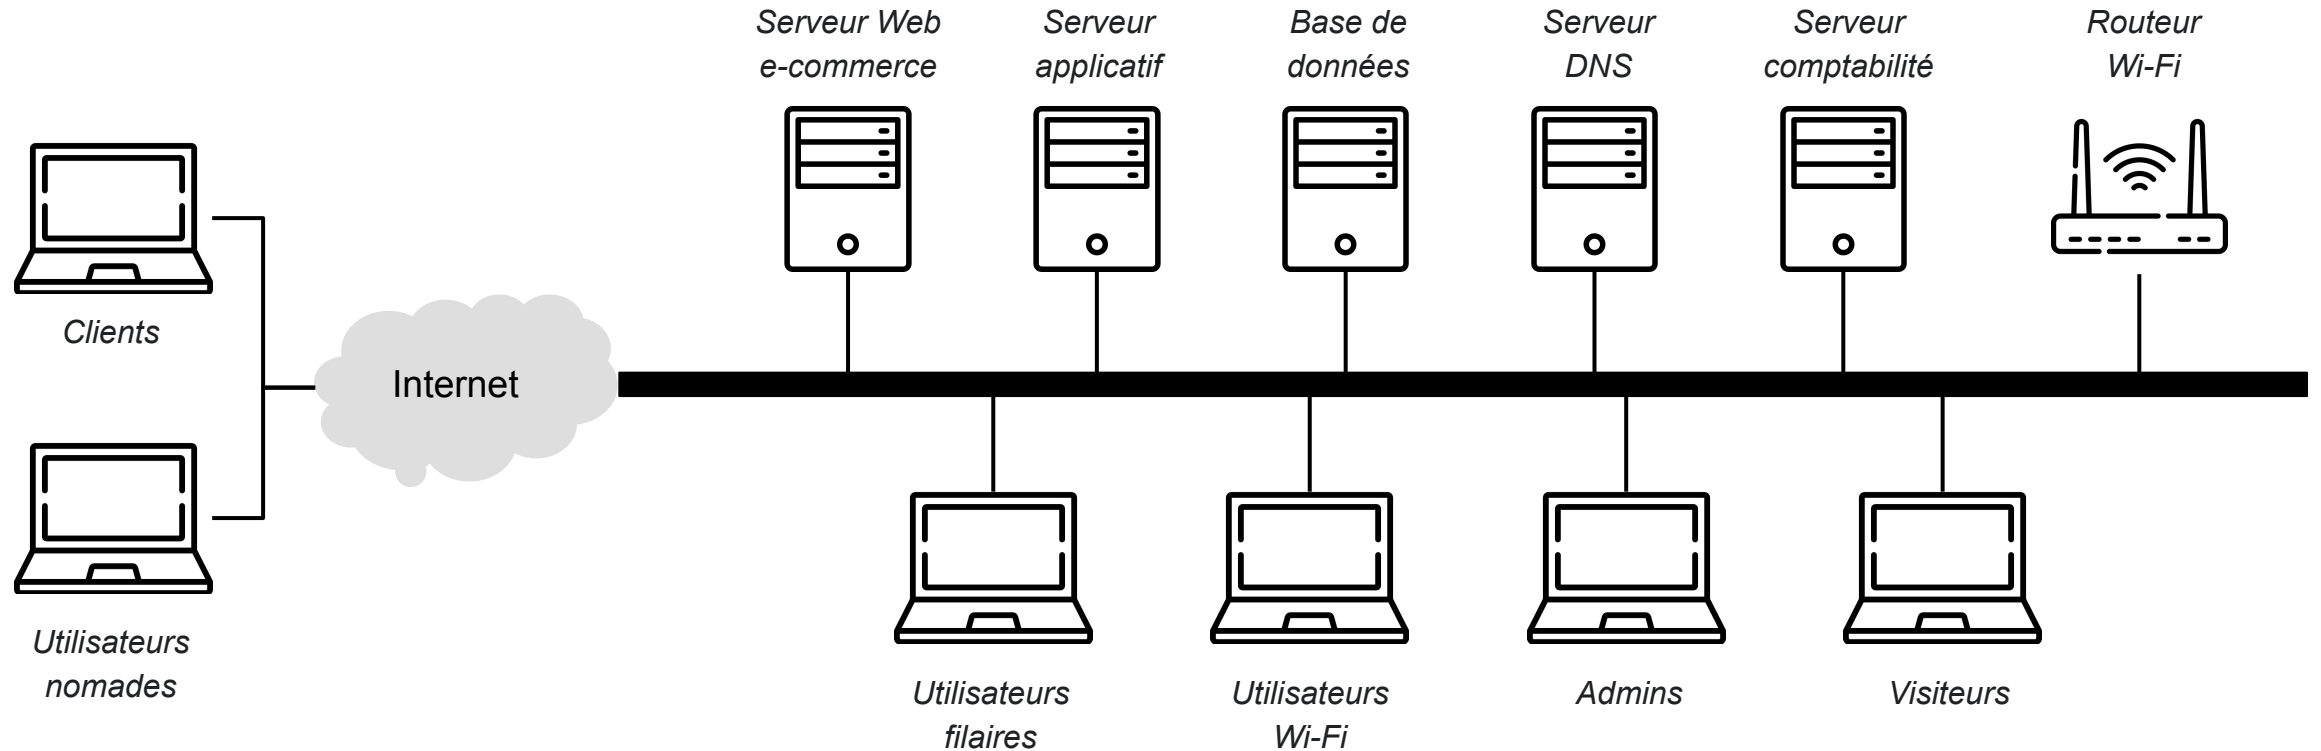 Serveur Web
e-commerce
Serveur
applicatif
Base de
données
Serveur
DNS
Serveur
comptabilité
Routeur
Wi-Fi
Clients
Internet
Utilisateurs
nomades
Utilisateurs
filaires
Utilisateurs
Wi-Fi
Admins
Visiteurs